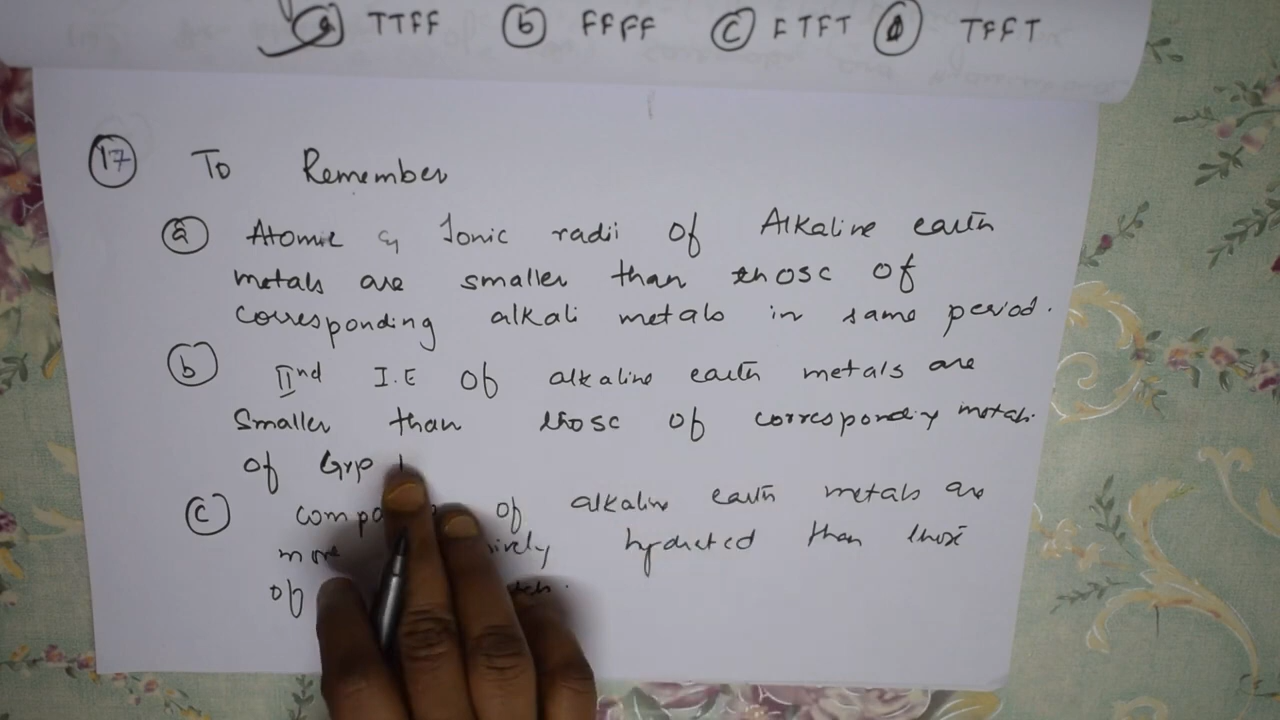 a TTFF b FFFF c FTFT d TFFT
17 To Remember
a Atomic & Ionic radii of Alkaline earth
metals are smaller than those of
corresponding alkali metals in same period.
b IInd I.E of alkaline earth metals are
Smaller than those of corresponding metals
of Grp
c of alkaline earth metals are
more hydrated than those
of